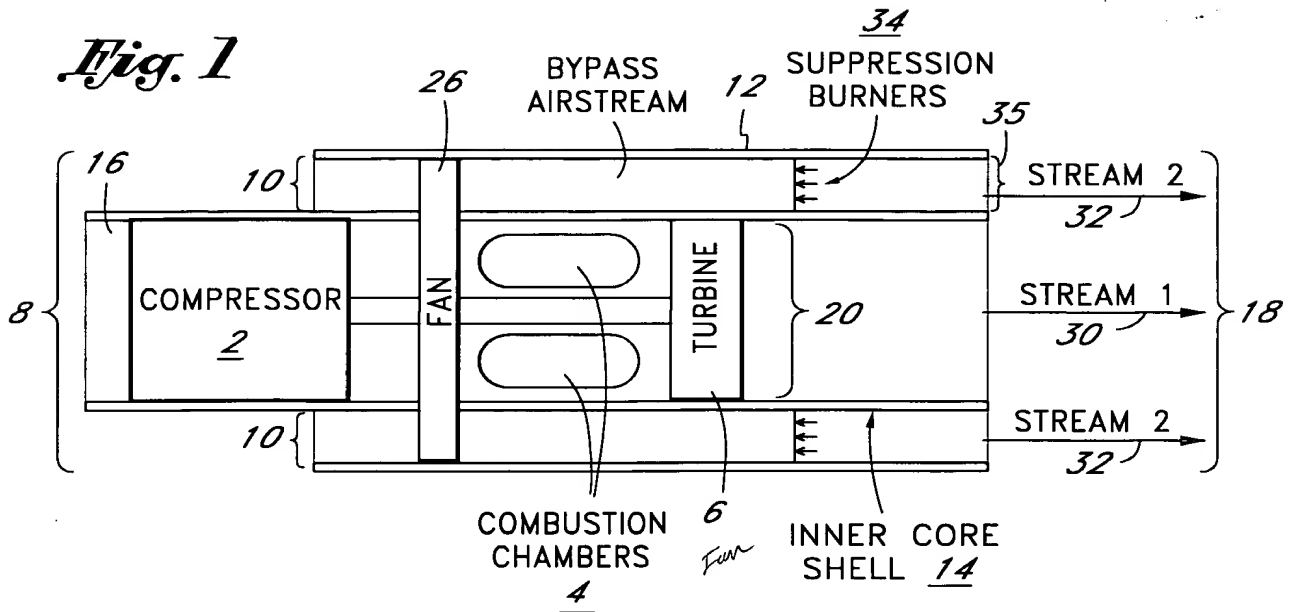 Fig. 1
34
SUPPRESSION
BURNERS
BYPASS
AIRSTREAM
26
12
35
16
10
8
COMPRESSOR
2
FAN
TURBINE
20
STREAM 2
32
STREAM 1
30
18
STREAM 2
32
10
COMBUSTION
CHAMBERS
4
6
INNER CORE
SHELL 14